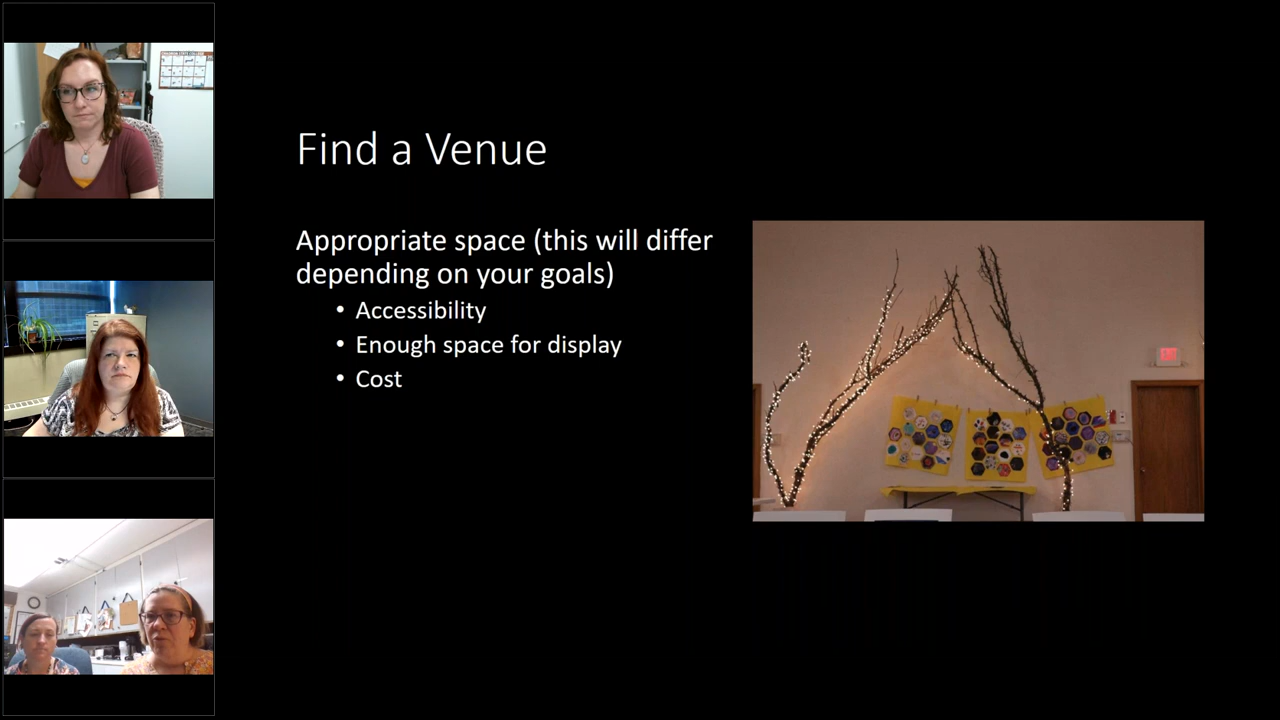 Find a Venue
Appropriate space (this will differ
depending on your goals)
• Accessibility
• Enough space for display
• Cost